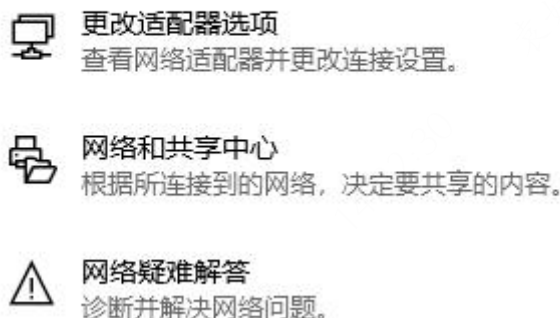 更改适配器选项
查看网络适配器并更改连接设置。
网络和共享中心
根据所连接到的网络，决定要共享的内容。
网络疑难解答
诊断并解决网络问题。